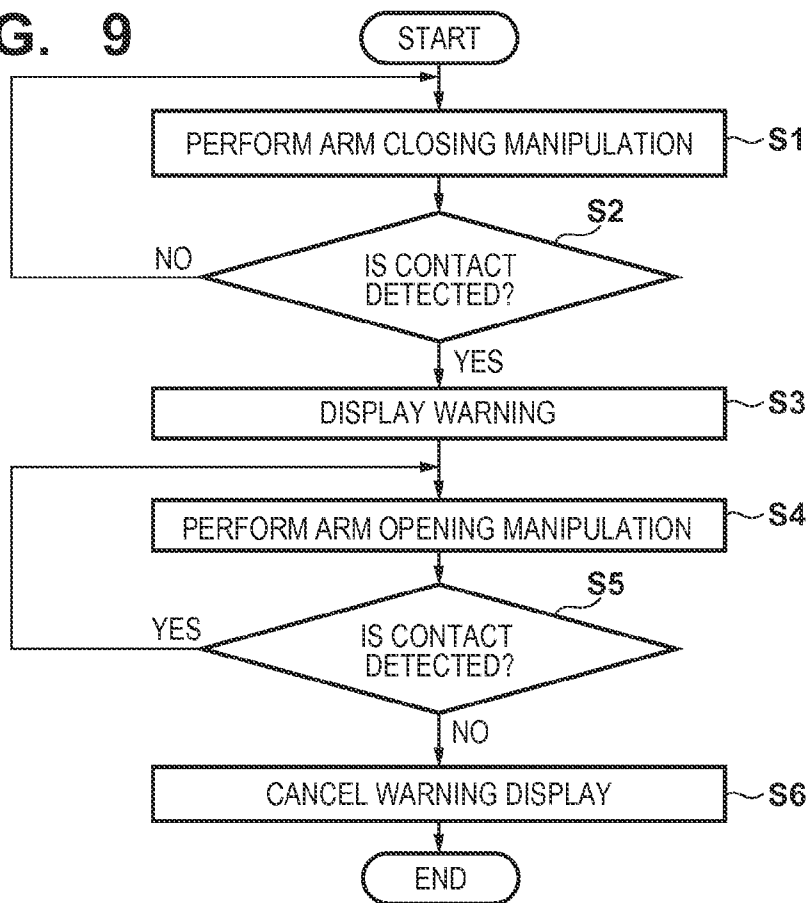 G. 9
START
PERFORM ARM CLOSING MANIPULATION
S1
S2
NO
IS CONTACT
DETECTED?
YES
DISPLAY WARNING
S3
PERFORM ARM OPENING MANIPULATION
S4
S5
YES
IS CONTACT
DETECTED?
NO
CANCEL WARNING DISPLAY
S6
END